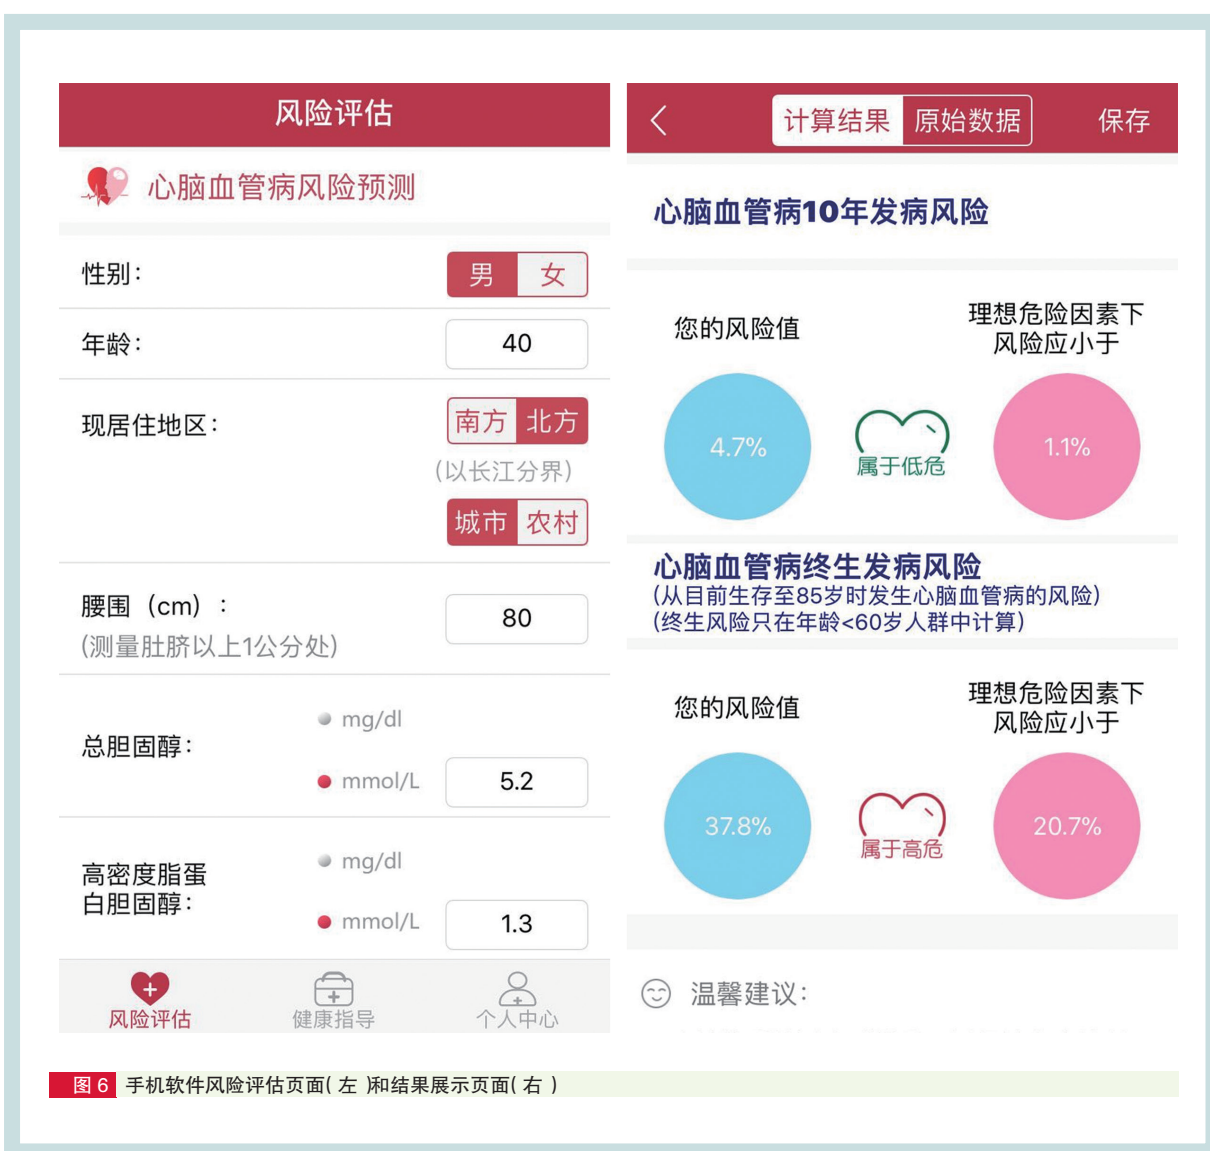 风险评估
心脑血管病风险预测
性别：
男 女
年龄：
40
现居住地区：
南方 北方
(以长江分界)
城市 农村
腰围（cm）：
80
(测量肚脐以上1公分处)
总胆固醇：
mg/dl
mmol/L
5.2
高密度脂蛋
白胆固醇：
mg/dl
mmol/L
1.3
风险评估
健康指导
个人中心
计算结果 原始数据 保存
心脑血管病10年发病风险
您的风险值
理想危险因素下
风险应小于
4.7%
属于低危
1.1%
心脑血管病终生发病风险
(从目前生存至85岁时发生心脑血管病的风险)
(终生风险只在年龄<60岁人群中计算)
您的风险值
理想危险因素下
风险应小于
37.8%
属于高危
20.7%
温馨建议：
图 6 手机软件风险评估页面( 左 )和结果展示页面( 右 )